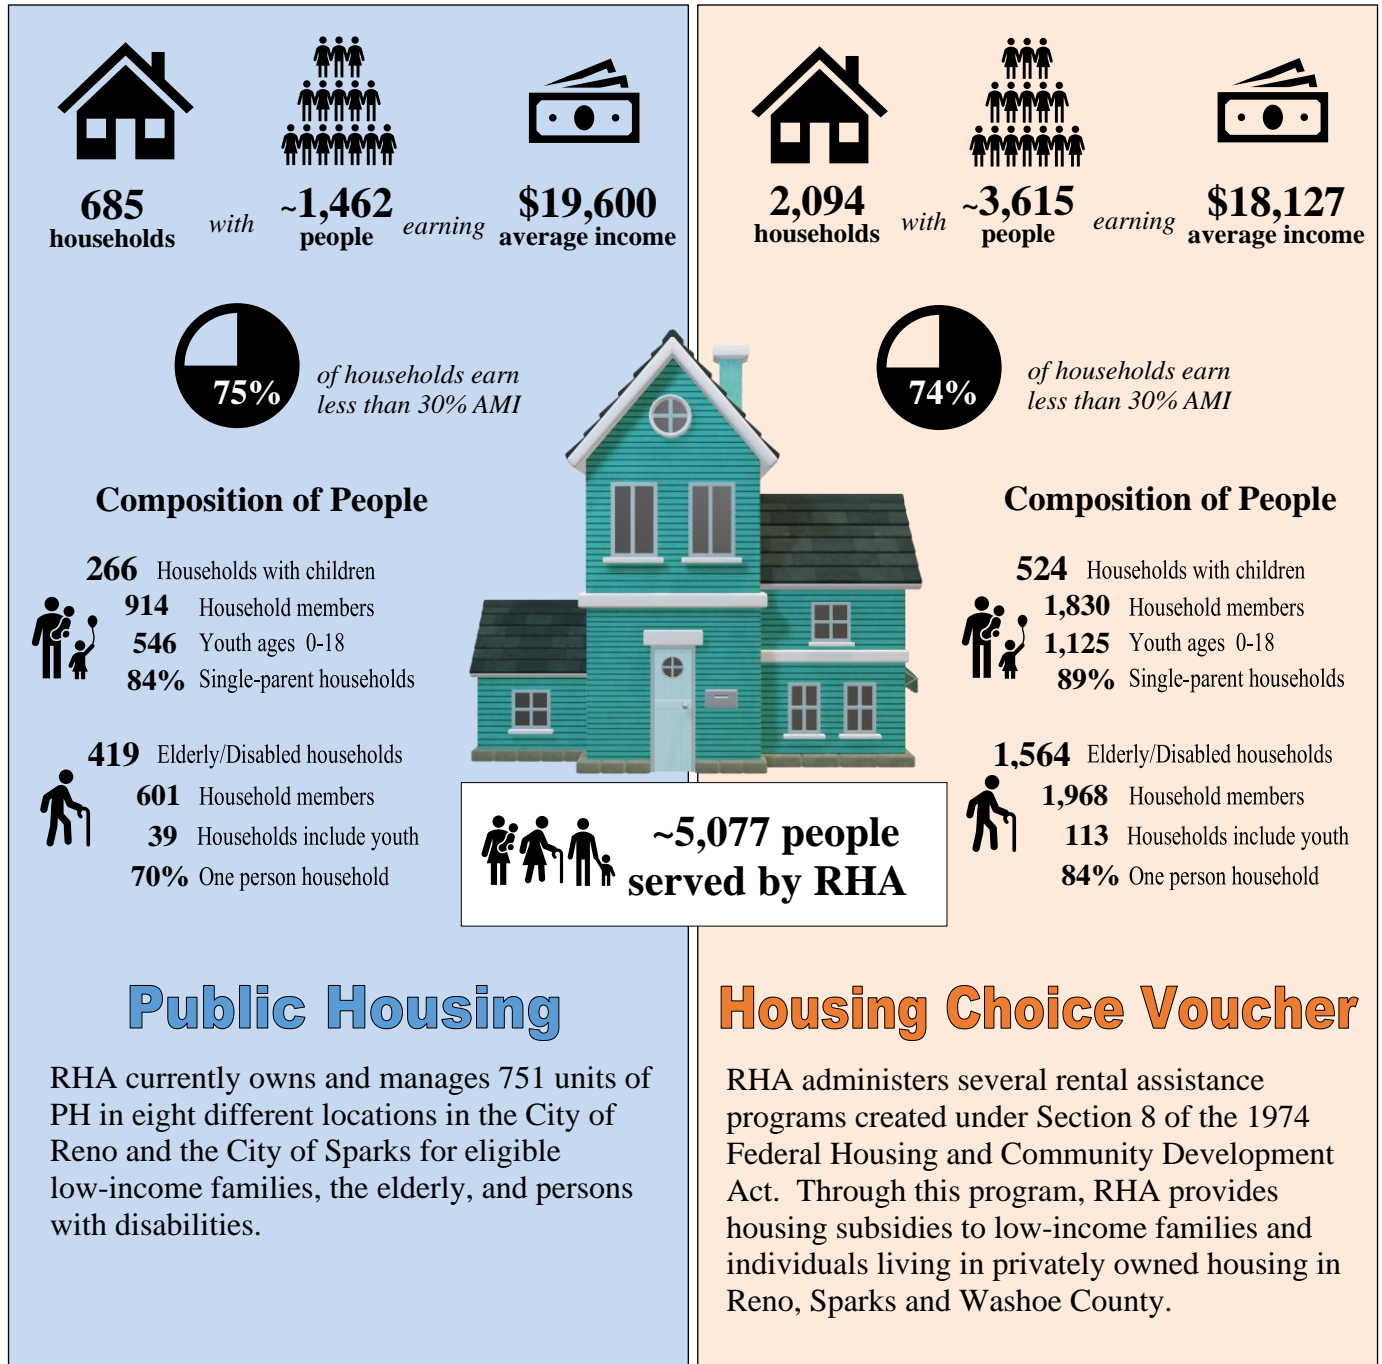 685
households
with
~1,462
people
earning
$19,600
average income
75%
of households earn
less than 30% AMI
Composition of People
266 Households with children
914 Household members
546 Youth ages 0-18
84% Single-parent households
419 Elderly/Disabled households
601 Household members
39 Households include youth
70% One person household
2,094
households
with
~3,615
people
earning
$18,127
average income
74%
of households earn
less than 30% AMI
Composition of People
524 Households with children
1,830 Household members
1,125 Youth ages 0-18
89% Single-parent households
1,564 Elderly/Disabled households
1,968 Household members
113 Households include youth
84% One person household
~5,077 people
served by RHA
Public Housing
RHA currently owns and manages 751 units of
PH in eight different locations in the City of
Reno and the City of Sparks for eligible
low-income families, the elderly, and persons
with disabilities.
Housing Choice Voucher
RHA administers several rental assistance
programs created under Section 8 of the 1974
Federal Housing and Community Development
Act. Through this program, RHA provides
housing subsidies to low-income families and
individuals living in privately owned housing in
Reno, Sparks and Washoe County.